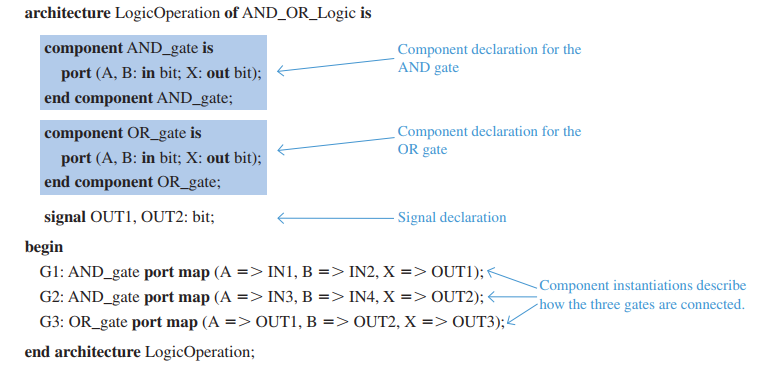 architecture LogicOperation of AND_OR_Logic is
component AND_gate is
port (A, B: in bit; X: out bit);
end component AND_gate;
Component declaration for the
AND gate
component OR_gate is
port (A, B: in bit; X: out bit);
end component OR_gate;
Component declaration for the
OR gate
signal OUT1, OUT2: bit;
Signal declaration
begin
G1: AND_gate port map (A => IN1, B => IN2, X => OUT1);
G2: AND_gate port map (A => IN3, B => IN4, X => OUT2);
G3: OR_gate port map (A => OUT1, B => OUT2, X => OUT3);
Component instantiations describe
how the three gates are connected.
end architecture LogicOperation;